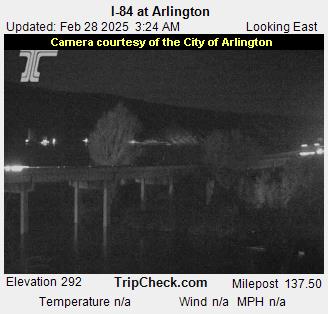 I-84 at Arlington
Updated: Feb 28 2025 3:24 AM Looking East
Camera courtesy of the City of Arlington
Elevation 292 TripCheck.com Milepost 137.50
Temperature n/a Wind n/a MPH n/a